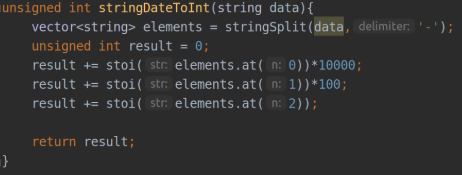 unsigned int stringDateToInt(string data){
vector<string> elements = stringSplit(data, delimiter: '-');
unsigned int result = 0;
result += stoi( str: elements.at( n: 0))*10000;
result += stoi( str: elements.at( n: 1))*100;
result += stoi( str: elements.at( n: 2));
return result;
}